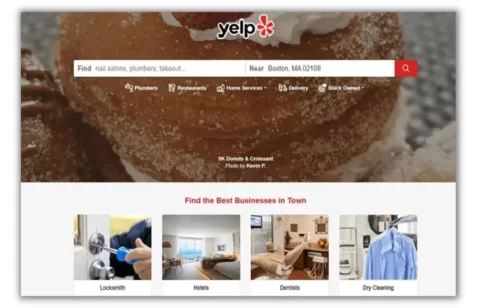 yelp
Find nail salons, plumbers, takeout... Near Boston, MA 02108
Plumbers Restaurants Home Services Delivery Black Owned
SK Donuts & Croissant
Photo by Kevin P.
Find the Best Businesses in Town
Locksmith Hotels Dentists Dry Cleaning